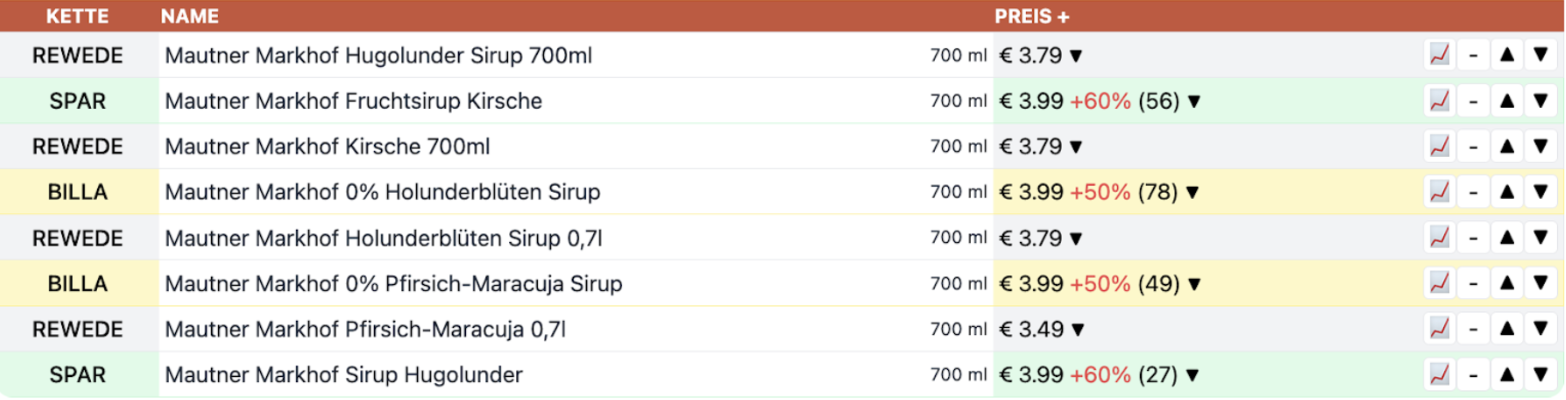 KETTE NAME PREIS +
REWEDE Mautner Markhof Hugolunder Sirup 700ml 700 ml € 3.79 ▼ - ▲ ▼
SPAR Mautner Markhof Fruchtsirup Kirsche 700 ml € 3.99 +60% (56) ▼ - ▲ ▼
REWEDE Mautner Markhof Kirsche 700ml 700 ml € 3.79 ▼ - ▲ ▼
BILLA Mautner Markhof 0% Holunderblüten Sirup 700 ml € 3.99 +50% (78) ▼ - ▲ ▼
REWEDE Mautner Markhof Holunderblüten Sirup 0,7l 700 ml € 3.79 ▼ - ▲ ▼
BILLA Mautner Markhof 0% Pfirsich-Maracuja Sirup 700 ml € 3.99 +50% (49) ▼ - ▲ ▼
REWEDE Mautner Markhof Pfirsich-Maracuja 0,7l 700 ml € 3.49 ▼ - ▲ ▼
SPAR Mautner Markhof Sirup Hugolunder 700 ml € 3.99 +60% (27) ▼ - ▲ ▼